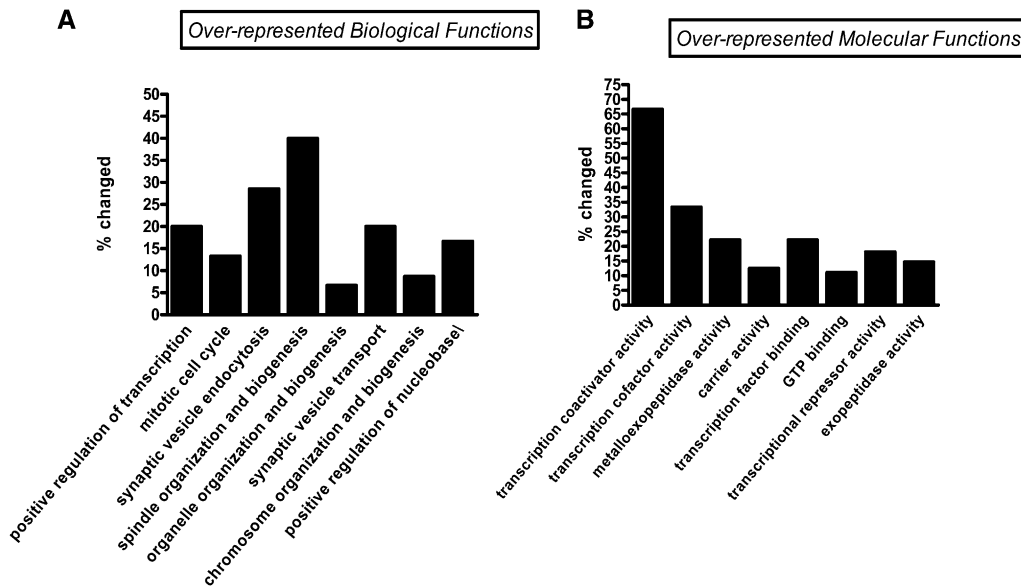 A
Over-represented Biological Functions
% changed
50
45
40
35
30
25
20
15
10
5
0
positive regulation of transcription
mitotic cell cycle
synaptic vesicle endocytosis
spindle organization and biogenesis
organelle organization and biogenesis
synaptic vesicle transport
chromosome organization and biogenesis
positive regulation of nucleobase\
B
Over-represented Molecular Functions
% changed
75
70
65
60
55
50
45
40
35
30
25
20
15
10
5
0
transcription coactivator activity
transcription cofactor activity
metalloexopeptidase activity
carrier activity
transcription factor binding
GTP binding
transcriptional repressor activity
exopeptidase activity